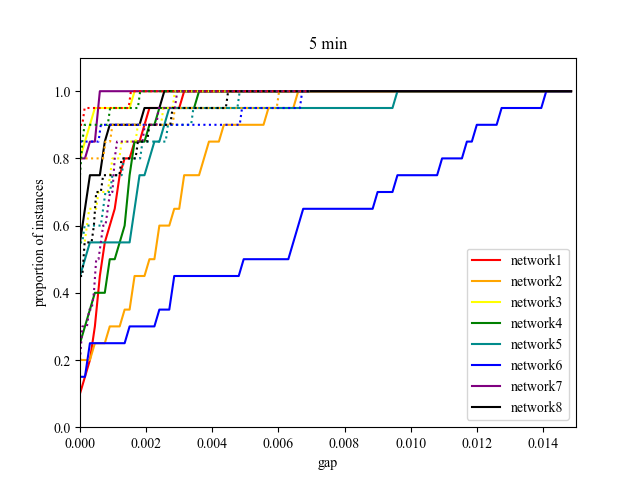 5 min
1.0
0.8
0.6
0.4
0.2
0.0
proportion of instances
0.000 0.002 0.004 0.006 0.008 0.010 0.012 0.014
gap
network1
network2
network3
network4
network5
network6
network7
network8